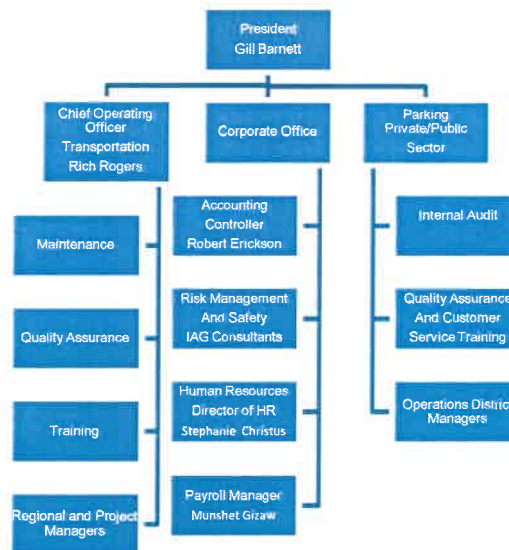 President
Gill Barnett
Chief Operating
Officer
Transportation
Rich Rogers
Corporate Office
Parking
Private/Public
Sector
Maintenance
Quality Assurance
Training
Regional and Project
Managers
Accounting
Controller
Robert Erickson
Risk Management
And Safety
IAG Consultants
Human Resources
Director of HR
Stephanie Christus
Payroll Manager
Munshet Gizaw
Internal Audit
Quality Assurance
And Customer
Service Training
Operations District
Managers